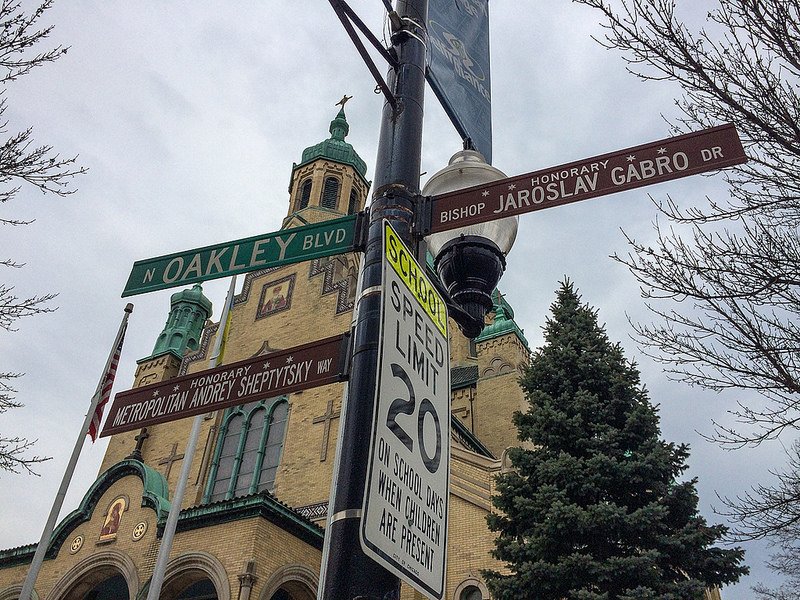 HONORARY
BISHOP JAROSLAV GABRO DR
N OAKLEY BLVD
HONORARY
METROPOLITAN ANDREY SHEPTYTSKY WAY
SCHOOL
SPEED
LIMIT
20
ON SCHOOL DAYS
WHEN CHILDREN
ARE PRESENT